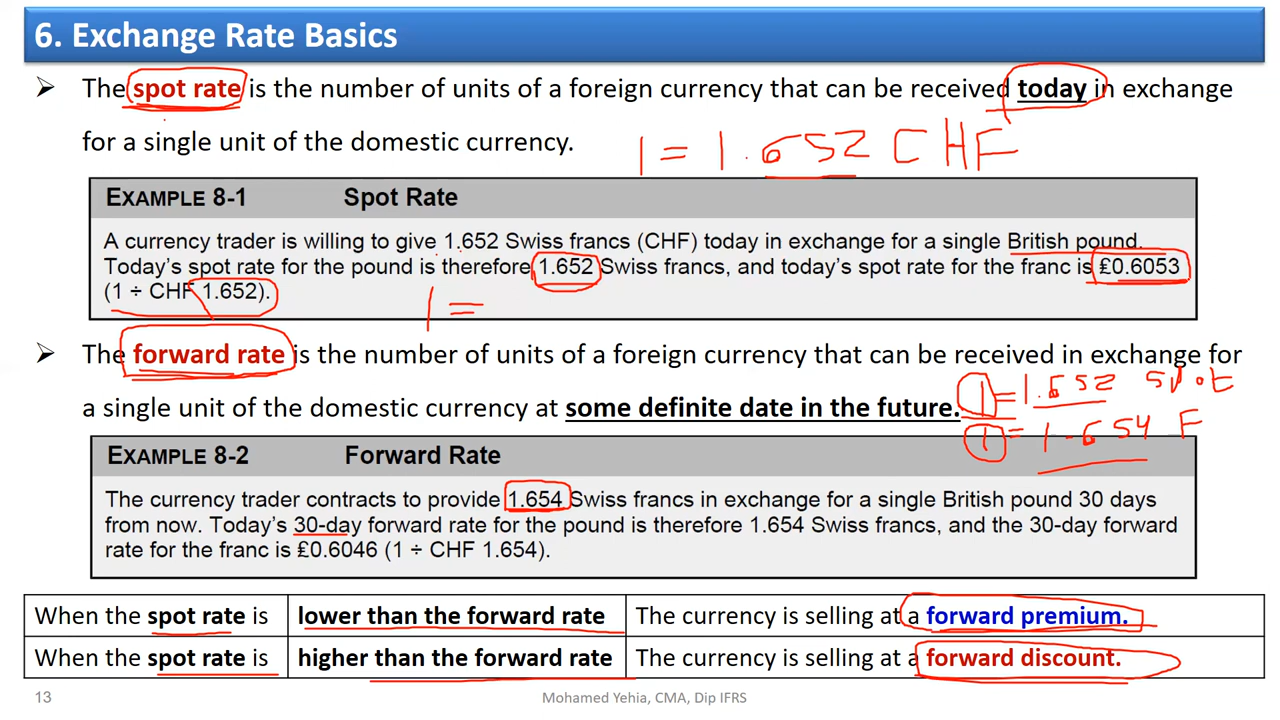 6. Exchange Rate Basics
➤ The spot rate is the number of units of a foreign currency that can be received today in exchange
for a single unit of the domestic currency.
1 = 1.652 CHF
EXAMPLE 8-1 Spot Rate
A currency trader is willing to give 1.652 Swiss francs (CHF) today in exchange for a single British pound.
Today's spot rate for the pound is therefore 1.652 Swiss francs, and today's spot rate for the franc is £0.6053
(1 ÷ CHF 1.652).
1 =
➤ The forward rate is the number of units of a foreign currency that can be received in exchange for
a single unit of the domestic currency at some definite date in the future.
1 = 1.652 spot
1 = 1.654 F
EXAMPLE 8-2 Forward Rate
The currency trader contracts to provide 1.654 Swiss francs in exchange for a single British pound 30 days
from now. Today's 30-day forward rate for the pound is therefore 1.654 Swiss francs, and the 30-day forward
rate for the franc is £0.6046 (1 ÷ CHF 1.654).
When the spot rate is lower than the forward rate The currency is selling at a forward premium.
When the spot rate is higher than the forward rate The currency is selling at a forward discount.
13 Mohamed Yehia, CMA, Dip IFRS